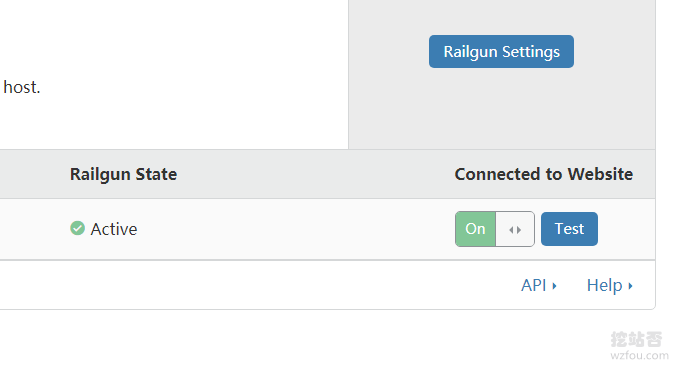 Railgun Settings
host.
Railgun State Connected to Website
Active On Test
API Help
挖站否
wzfou.com